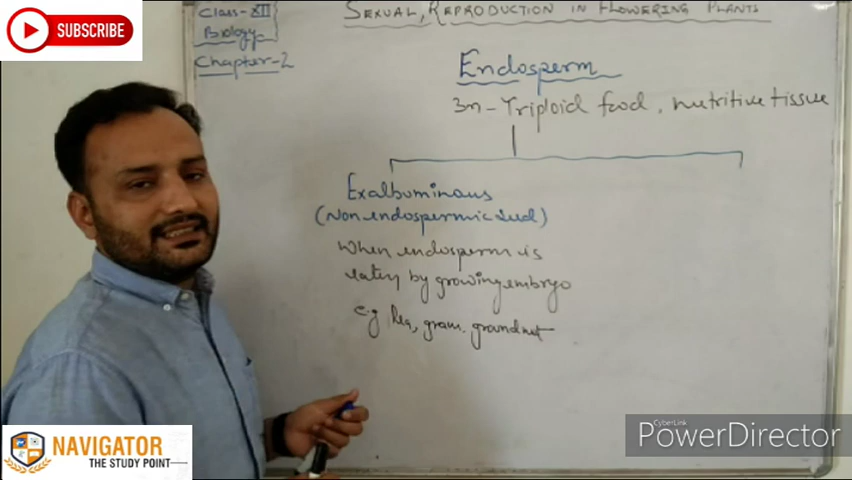 SUBSCRIBE
Class-XII
Biology
Chapter-2
SEXUAL REPRODUCTION IN FLOWERING PLANTS
Endosperm
3n-Triploid food, nutritive tissue
Exalbuminous
(Non endospermic seed)
When endosperm is
eaten by growing embryo
e.g Pea, gram, groundnut
CyberLink
PowerDirector
NAVIGATOR
THE STUDY POINT